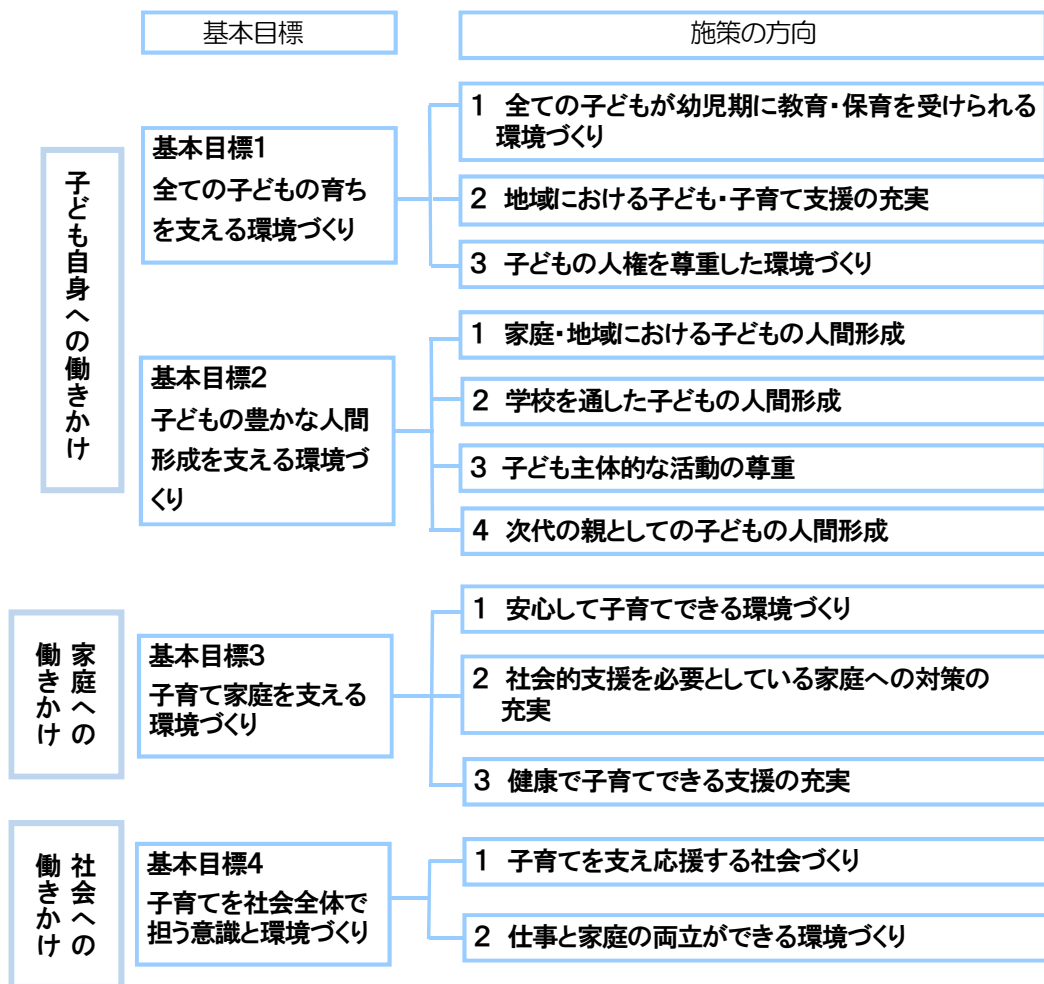 基本目標
施策の方向
子ども自身への働きかけ
基本目標1
全ての子どもの育ち
を支える環境づくり
1 全ての子どもが幼児期に教育・保育を受けられる
環境づくり
2 地域における子ども・子育て支援の充実
3 子どもの人権を尊重した環境づくり
基本目標2
子どもの豊かな人間
形成を支える環境づ
くり
1 家庭・地域における子どもの人間形成
2 学校を通した子どもの人間形成
3 子ども主体的な活動の尊重
4 次代の親としての子どもの人間形成
家庭への
働きかけ
基本目標3
子育て家庭を支える
環境づくり
1 安心して子育てできる環境づくり
2 社会的支援を必要としている家庭への対策の
充実
3 健康で子育てできる支援の充実
社会への
働きかけ
基本目標4
子育てを社会全体で
担う意識と環境づくり
1 子育てを支え応援する社会づくり
2 仕事と家庭の両立ができる環境づくり